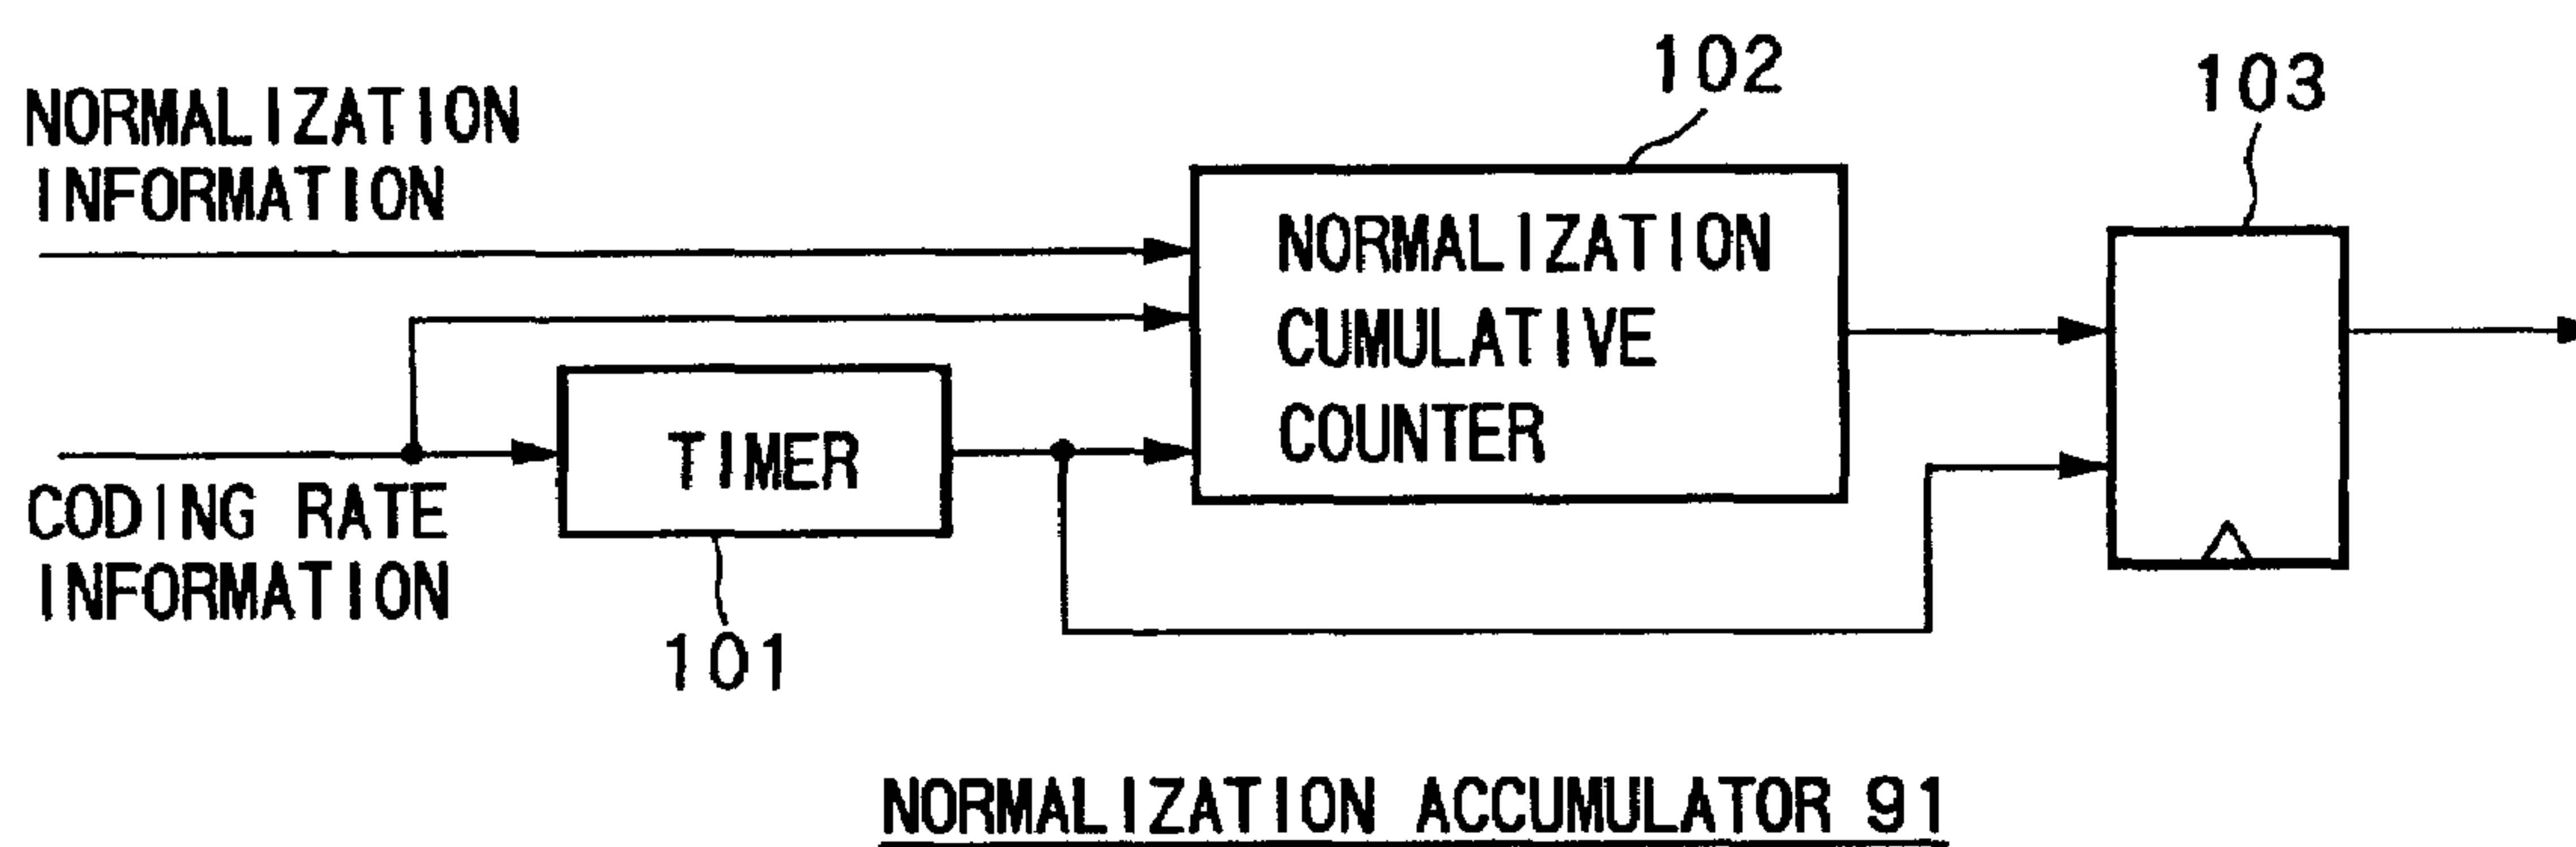 102
103
NORMALIZATION
INFORMATION
NORMALIZATION
CUMULATIVE
COUNTER
TIMER
CODING RATE
INFORMATION
101
NORMALIZATION ACCUMULATOR 91